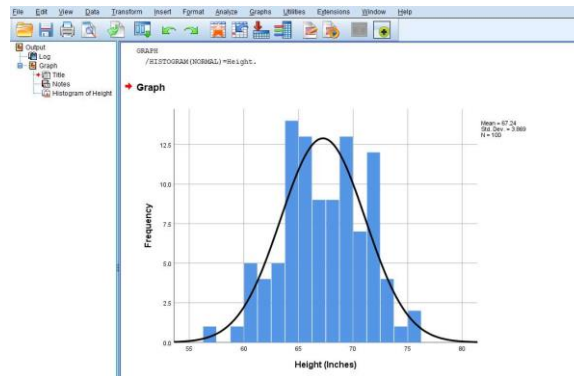 File Edit View Data Transform Insert Format Analyze Graphs Utilities Extensions Window Help
Output
Log
Graph
Title
Notes
Histogram of Height
GRAPH
/HISTOGRAM(NORMAL)=Height.
Graph
Mean = 67.24
Std. Dev. = 3.869
N = 100
12.5
10.0
7.5
5.0
2.5
0.0
Frequency
55 60 65 70 75 80
Height (Inches)